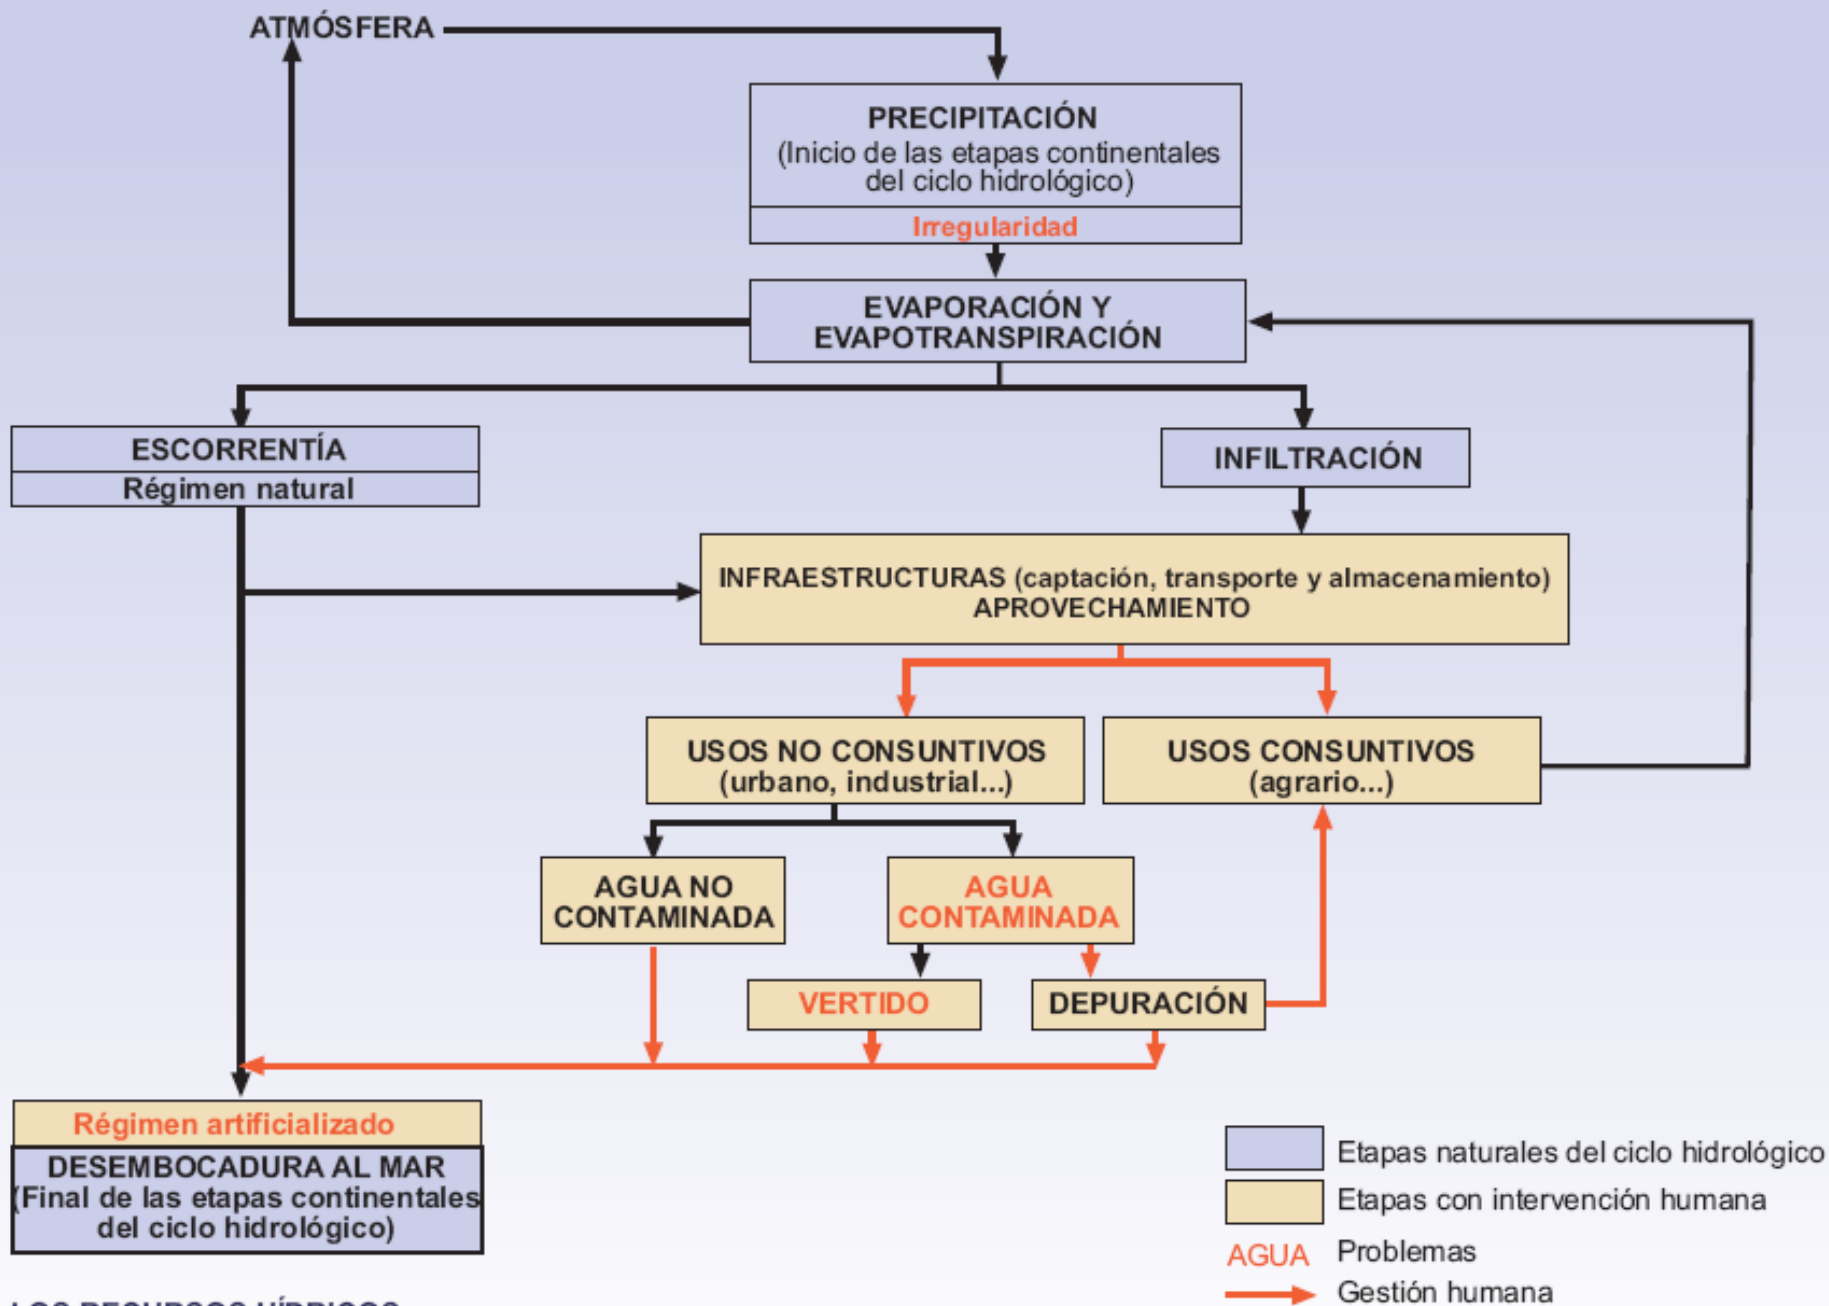 ATMÓSFERA
PRECIPITACIÓN
(Inicio de las etapas continentales
del ciclo hidrológico)
Irregularidad
EVAPORACIÓN Y
EVAPOTRANSPIRACIÓN
ESCORRENTÍA
Régimen natural
INFILTRACIÓN
INFRAESTRUCTURAS (captación, transporte y almacenamiento)
APROVECHAMIENTO
USOS NO CONSUNTIVOS
(urbano, industrial...)
USOS CONSUNTIVOS
(agrario...)
AGUA NO
CONTAMINADA
AGUA
CONTAMINADA
VERTIDO
DEPURACIÓN
Régimen artificializado
DESEMBOCADURA AL MAR
(Final de las etapas continentales
del ciclo hidrológico)
Etapas naturales del ciclo hidrológico
Etapas con intervención humana
AGUA Problemas
Gestión humana
LOS RECURSOS HÍDRICOS